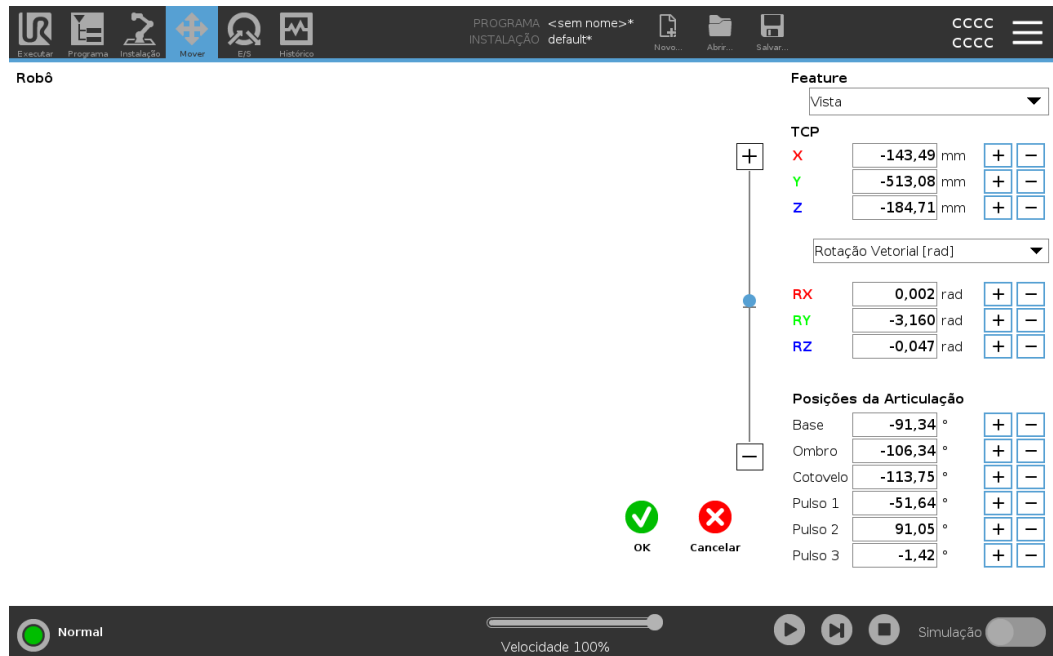 UR
Executar Programa Instalação Mover E/S Histórico
PROGRAMA <sem nome>*
INSTALAÇÃO default*
Novo... Abrir... Salvar...
CCCC
CCCC
Robô
Feature
Vista
TCP
X -143,49 mm + −
Y -513,08 mm + −
Z -184,71 mm + −
Rotação Vetorial [rad]
RX 0,002 rad + −
RY -3,160 rad + −
RZ -0,047 rad + −
Posições da Articulação
Base -91,34 ° + −
Ombro -106,34 ° + −
Cotovelo -113,75 ° + −
Pulso 1 -51,64 ° + −
Pulso 2 91,05 ° + −
Pulso 3 -1,42 ° + −
+
−
OK Cancelar
Normal
Velocidade 100%
Simulação